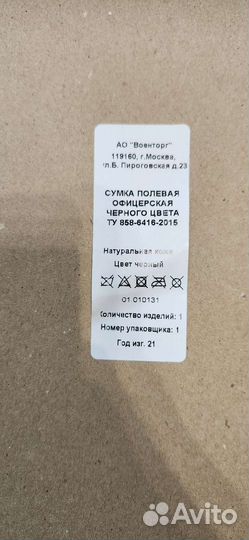 АО "Военторг"
119160, г.Москва,
ул.Б. Пироговская д.23
СУМКА ПОЛЕВАЯ
ОФИЦЕРСКАЯ
ЧЕРНОГО ЦВЕТА
ТУ 858-6416-2015
Натуральная кожа
Цвет черный
01.010131
Количество изделий: 1
Номер упаковщика: 1
Год изг. 21
Avito